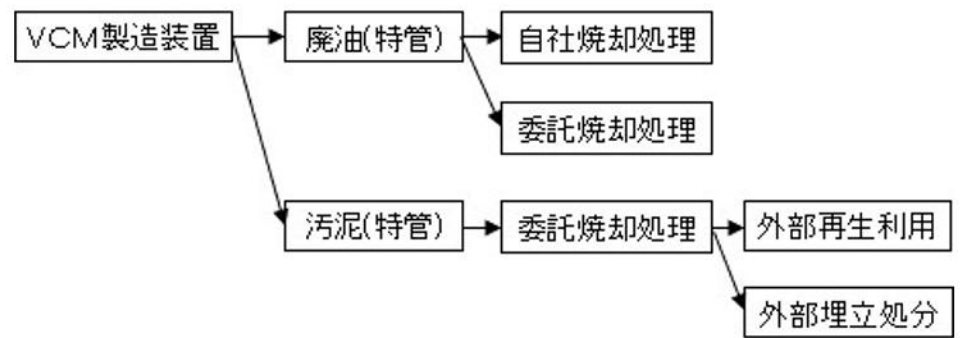 VCM製造装置
廃油(特管)
自社焼却処理
委託焼却処理
汚泥(特管)
委託焼却処理
外部再生利用
外部埋立処分